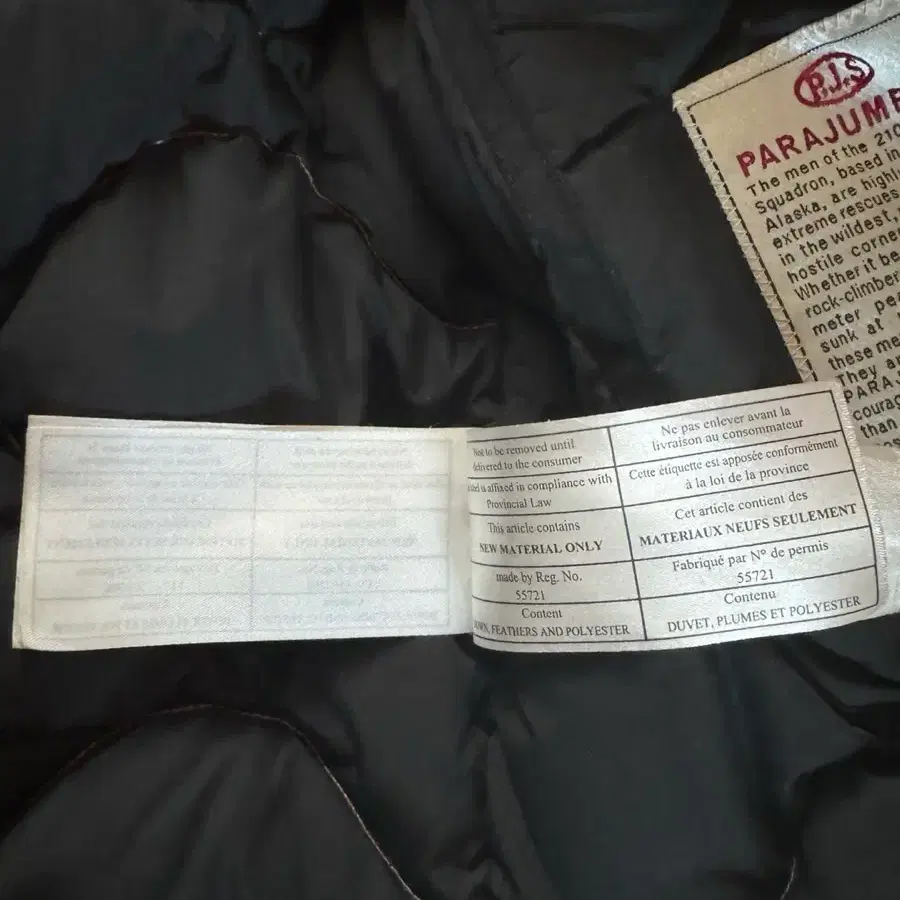 P.J.S
PARAJUMP
The men of the 210
Squadron, based in
Alaska, are highl
extreme rescues
in the wildest,
hostile corne
Whether it be
rock-climber
meter pea
sunk at
these me
They ar
PARAJ
courag
than
Not to be removed until
delivered to the consumer
label is affixed in compliance with
Provincial Law
This article contains
NEW MATERIAL ONLY
made by Reg. No.
55721
Content
DOWN, FEATHERS AND POLYESTER
Ne pas enlever avant la
livraison au consommateur
Cette étiquette est apposée conformément
à la loi de la province
Cet article contient des
MATERIAUX NEUFS SEULEMENT
Fabriqué par N° de permis
55721
Contenu
DUVET, PLUMES ET POLYESTER